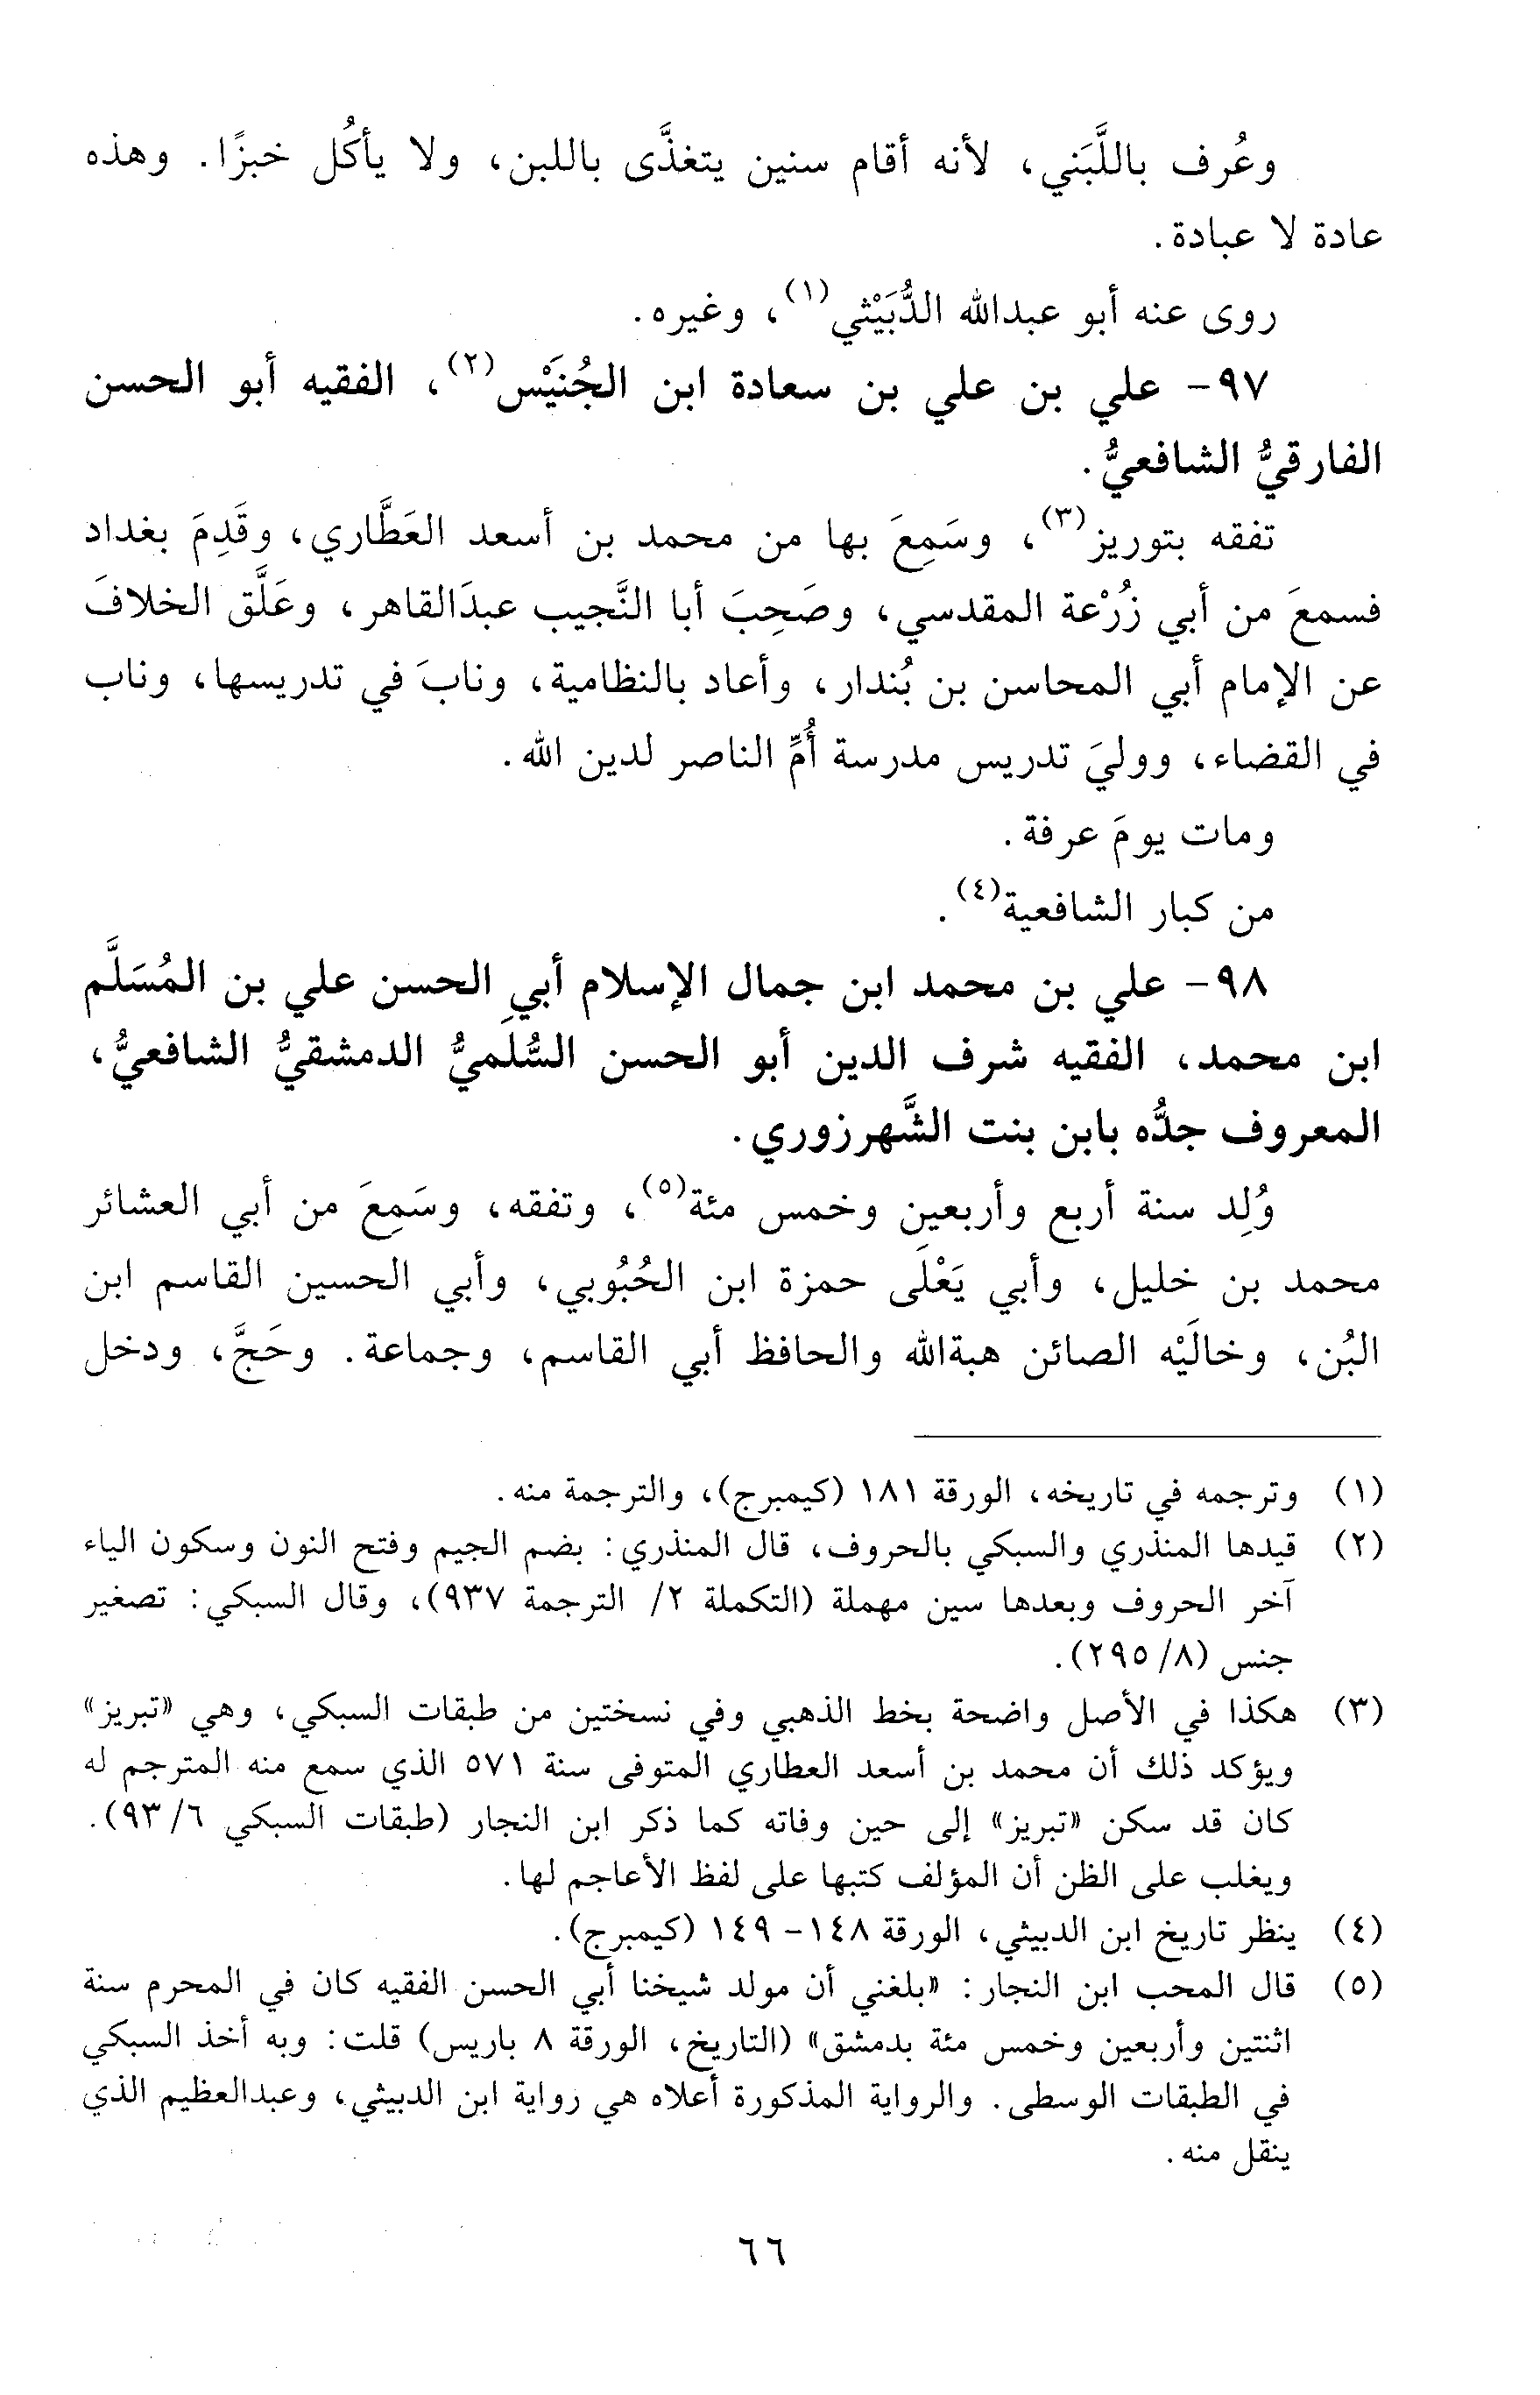 وعُرف باللَّبَني، لأنه أقام سنين يتغذَّى باللبن، ولا يأكُل خبزًا. وهذه
عادة لا عبادة.
روى عنه أبو عبدالله الدُّبَيْثي(١)، وغيره.
٩٧- علي بن علي بن سعادة ابن الجُنَيْس(٢)، الفقيه أبو الحسن
الفارقيُّ الشافعيُّ.
تفقه بتوريز(٣)، وسَمِعَ بها من محمد بن أسعد العَطَّاري، وقَدِمَ بغداد
فسمعَ من أبي زُرْعة المقدسي، وصَحِبَ أبا النَّجيب عبدَالقاهر، وعَلَّق الخلافَ
عن الإمام أبي المحاسن بن بُندار، وأعاد بالنظامية، ونابَ في تدريسها، وناب
في القضاء، ووليَ تدريس مدرسة أُمِّ الناصر لدين الله.
ومات يومَ عرفة.
من كبار الشافعية(٤).
٩٨- علي بن محمد ابن جمال الإسلام أبي الحسن علي بن المُسَلَّم
ابن محمد، الفقيه شرف الدين أبو الحسن السُّلَميُّ الدمشقيُّ الشافعيُّ،
المعروف جدُّه بابن بنت الشَّهرزوري.
وُلِد سنة أربع وأربعين وخمس مئة(٥)، وتفقه، وسَمِعَ من أبي العشائر
محمد بن خليل، وأبي يَعْلَى حمزة ابن الحُبُوبي، وأبي الحسين القاسم ابن
البُن، وخالَيْه الصائن هبةالله والحافظ أبي القاسم، وجماعة. وحَجَّ، ودخل
(١) وترجمه في تاريخه، الورقة ١٨١ (كيمبرج)، والترجمة منه.
(٢) قيدها المنذري والسبكي بالحروف، قال المنذري: بضم الجيم وفتح النون وسكون الياء
آخر الحروف وبعدها سين مهملة (التكملة ٢/ الترجمة ٩٣٧)، وقال السبكي: تصغير
جنس (٨/ ٢٩٥).
(٣) هكذا في الأصل واضحة بخط الذهبي وفي نسختين من طبقات السبكي، وهي «تبريز»
ويؤكد ذلك أن محمد بن أسعد العطاري المتوفى سنة ٥٧١ الذي سمع منه المترجم له
كان قد سكن «تبريز» إلى حين وفاته كما ذكر ابن النجار (طبقات السبكي ٦/ ٩٣).
ويغلب على الظن أن المؤلف كتبها على لفظ الأعاجم لها.
(٤) ينظر تاريخ ابن الدبيثي، الورقة ١٤٨- ١٤٩ (كيمبرج).
(٥) قال المحب ابن النجار: «بلغني أن مولد شيخنا أبي الحسن الفقيه كان في المحرم سنة
اثنتين وأربعين وخمس مئة بدمشق» (التاريخ، الورقة ٨ باريس) قلت: وبه أخذ السبكي
في الطبقات الوسطى. والرواية المذكورة أعلاه هي رواية ابن الدبيثي، وعبدالعظيم الذي
ينقل منه.
٦٦